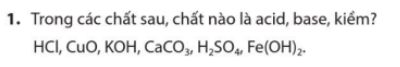 1. Trong các chất sau, chất nào là acid, base, kiềm?
HCl, CuO, KOH, CaCO₃, H₂SO₄, Fe(OH)₂.